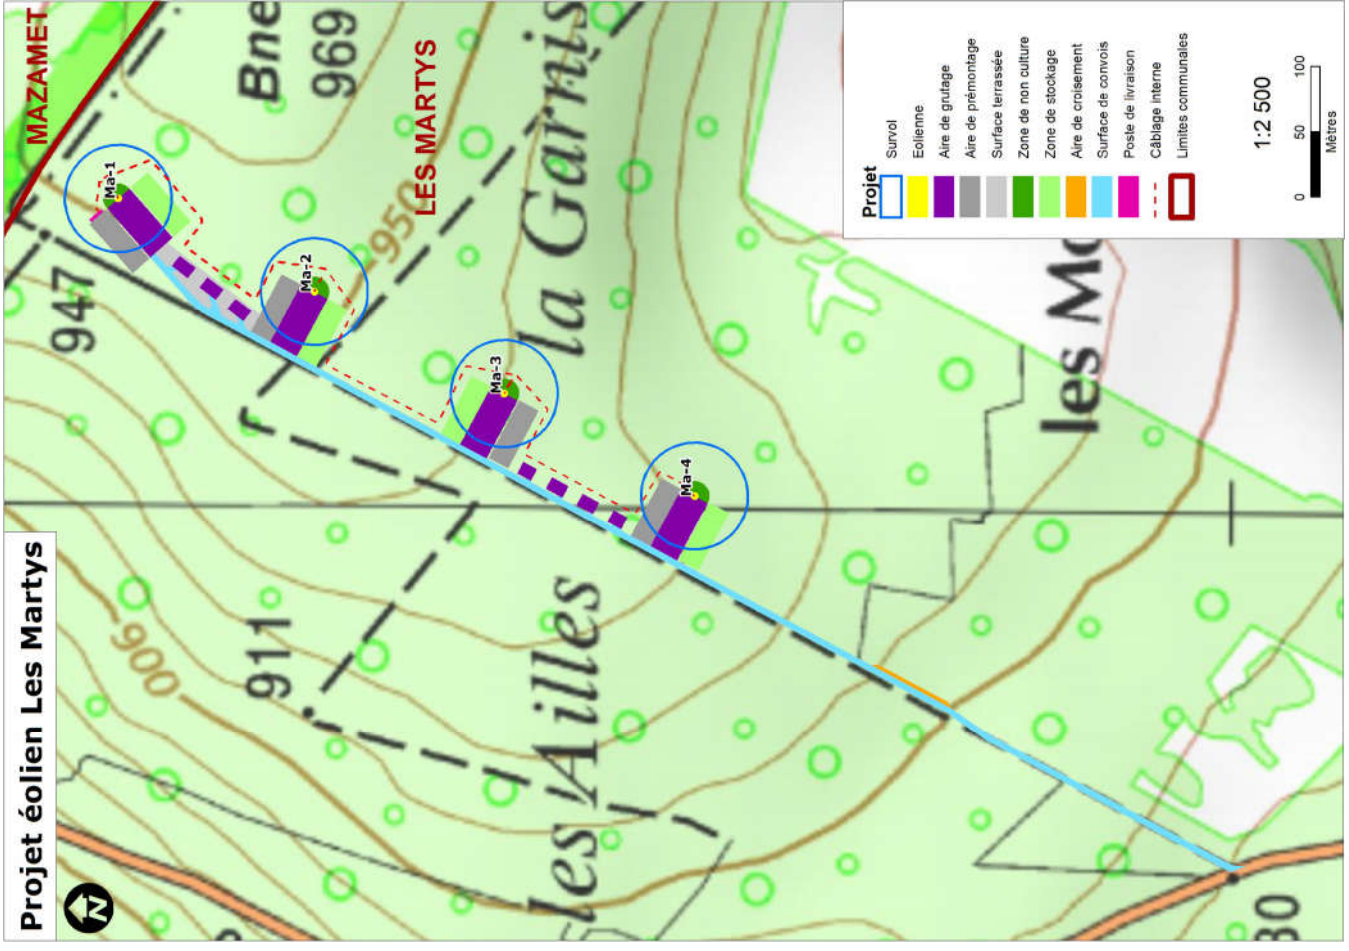 Projet éolien Les Martys
N
MAZAMET
LES MARTYS
Bne
969
947
911
950
900
Ma-1
Ma-2
Ma-3
Ma-4
la Garnis
les Ailles
les Mo
30
Projet
Survol
Eolienne
Aire de grutage
Aire de prémontage
Surface terrassée
Zone de non culture
Zone de stockage
Aire de croisement
Surface de convois
Poste de livraison
Câblage interne
Limites communales
1:2 500
0 50 100
Mètres